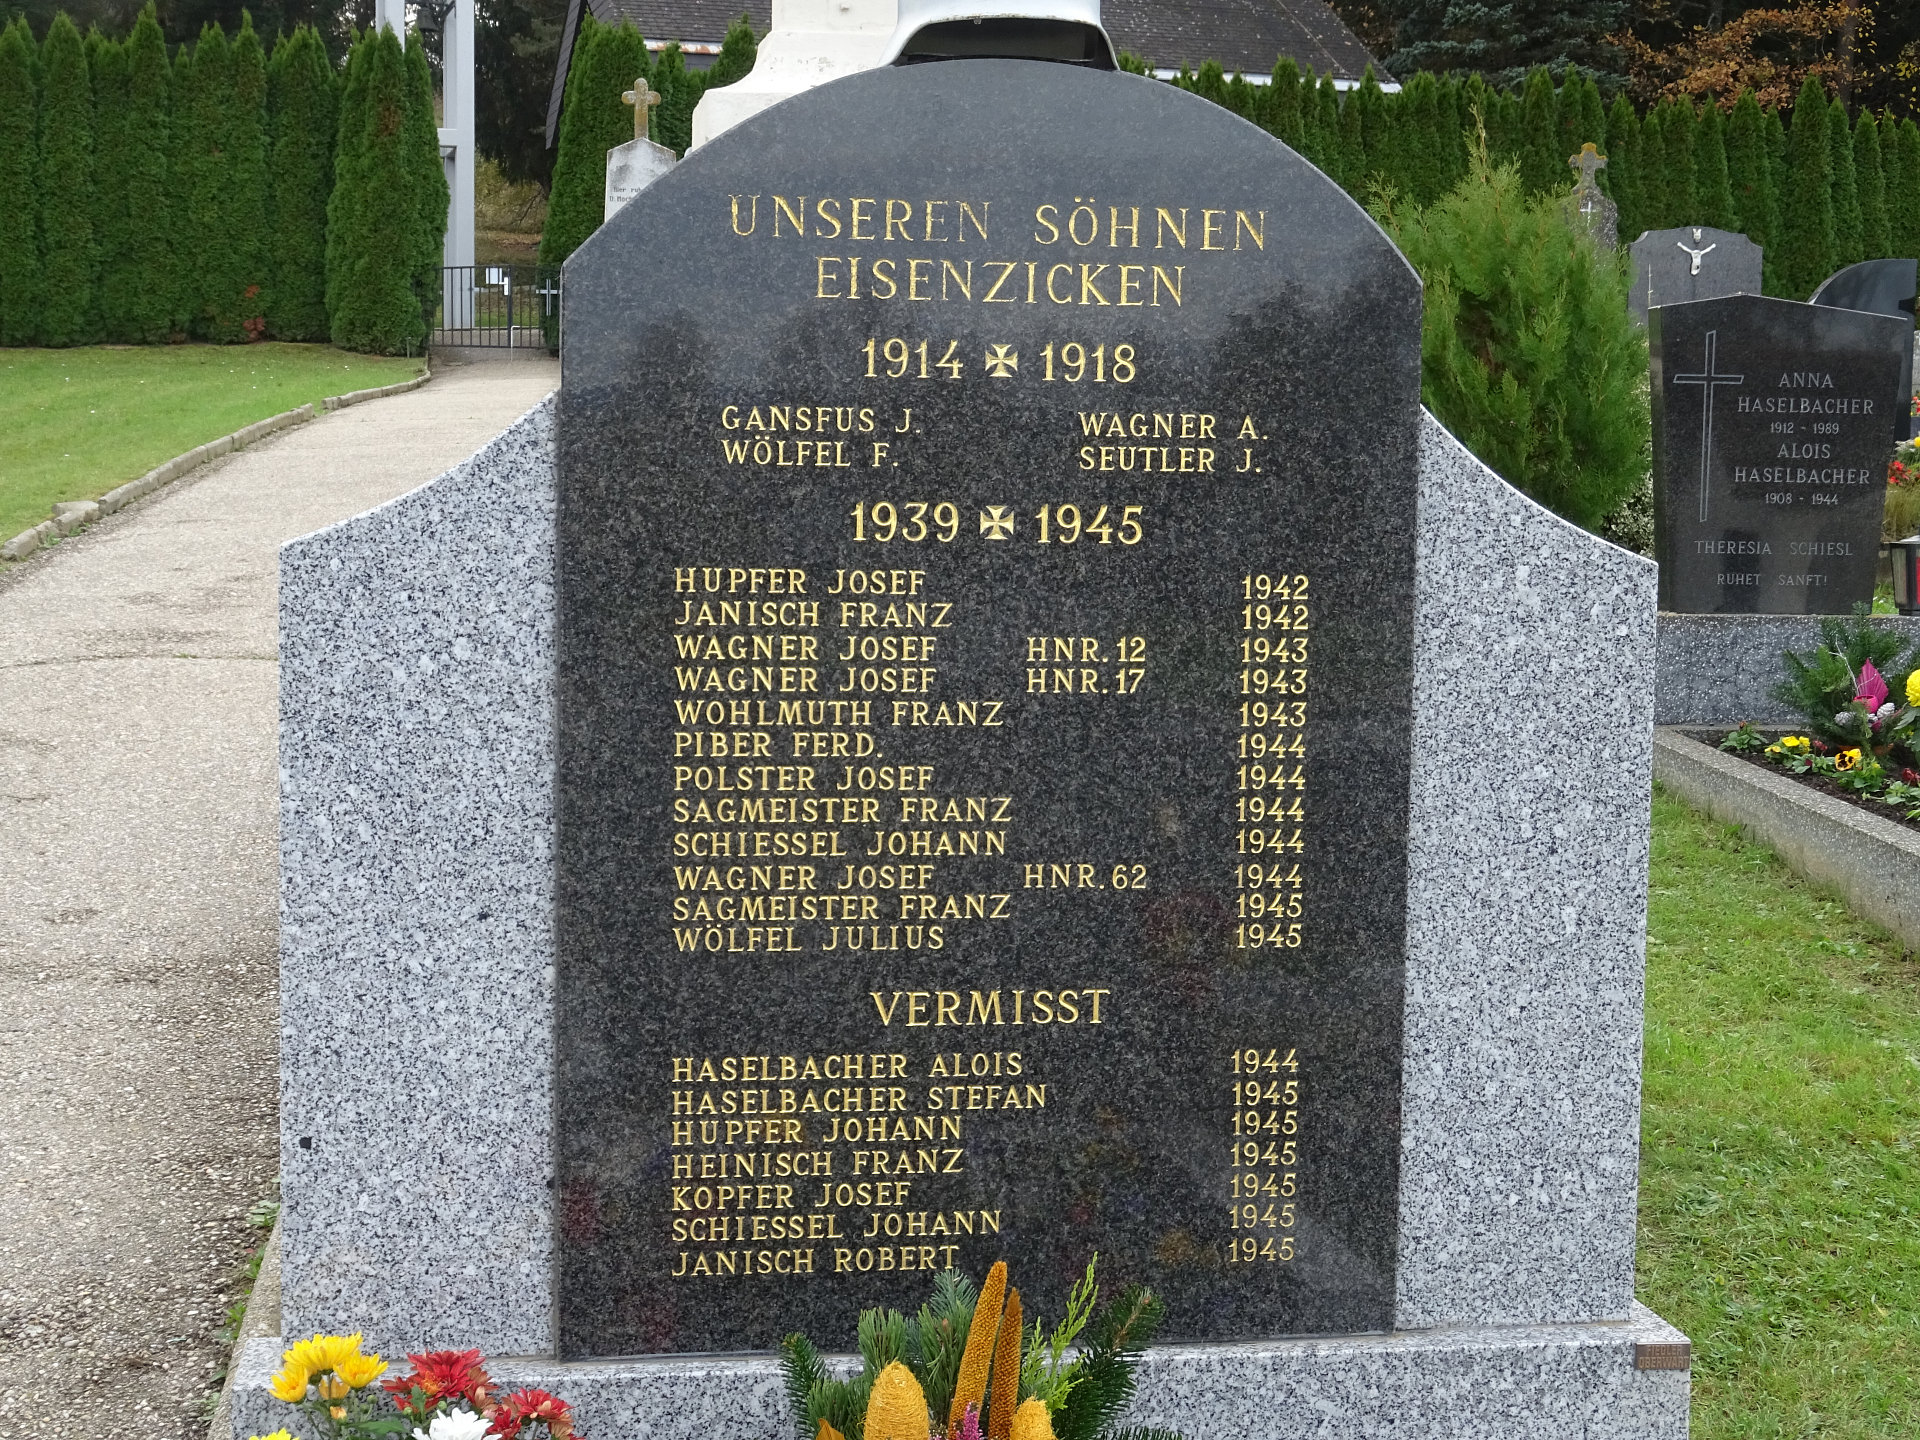 UNSEREN SÖHNEN
EISENZICKEN
1914 1918
GANSFUS J. WAGNER A.
WÖLFEL F. SEUTLER J.
1939 1945
HUPFER JOSEF 1942
JANISCH FRANZ 1942
WAGNER JOSEF HNR. 12 1943
WAGNER JOSEF HNR. 17 1943
WOHLMUTH FRANZ 1943
PIBER FERD. 1944
POLSTER JOSEF 1944
SAGMEISTER FRANZ 1944
SCHIESSEL JOHANN 1944
WAGNER JOSEF HNR. 62 1944
SAGMEISTER FRANZ 1945
WÖLFEL JULIUS 1945
VERMISST
HASELBACHER ALOIS 1944
HASELBACHER STEFAN 1945
HUPFER JOHANN 1945
HEINISCH FRANZ 1945
KOPFER JOSEF 1945
SCHIESSEL JOHANN 1945
JANISCH ROBERT 1945
FIEDLER
OBERWART
ANNA
HASELBACHER
1912 - 1989
ALOIS
HASELBACHER
1908 - 1944
THERESIA SCHIESL
RUHET SANFT!
Hier